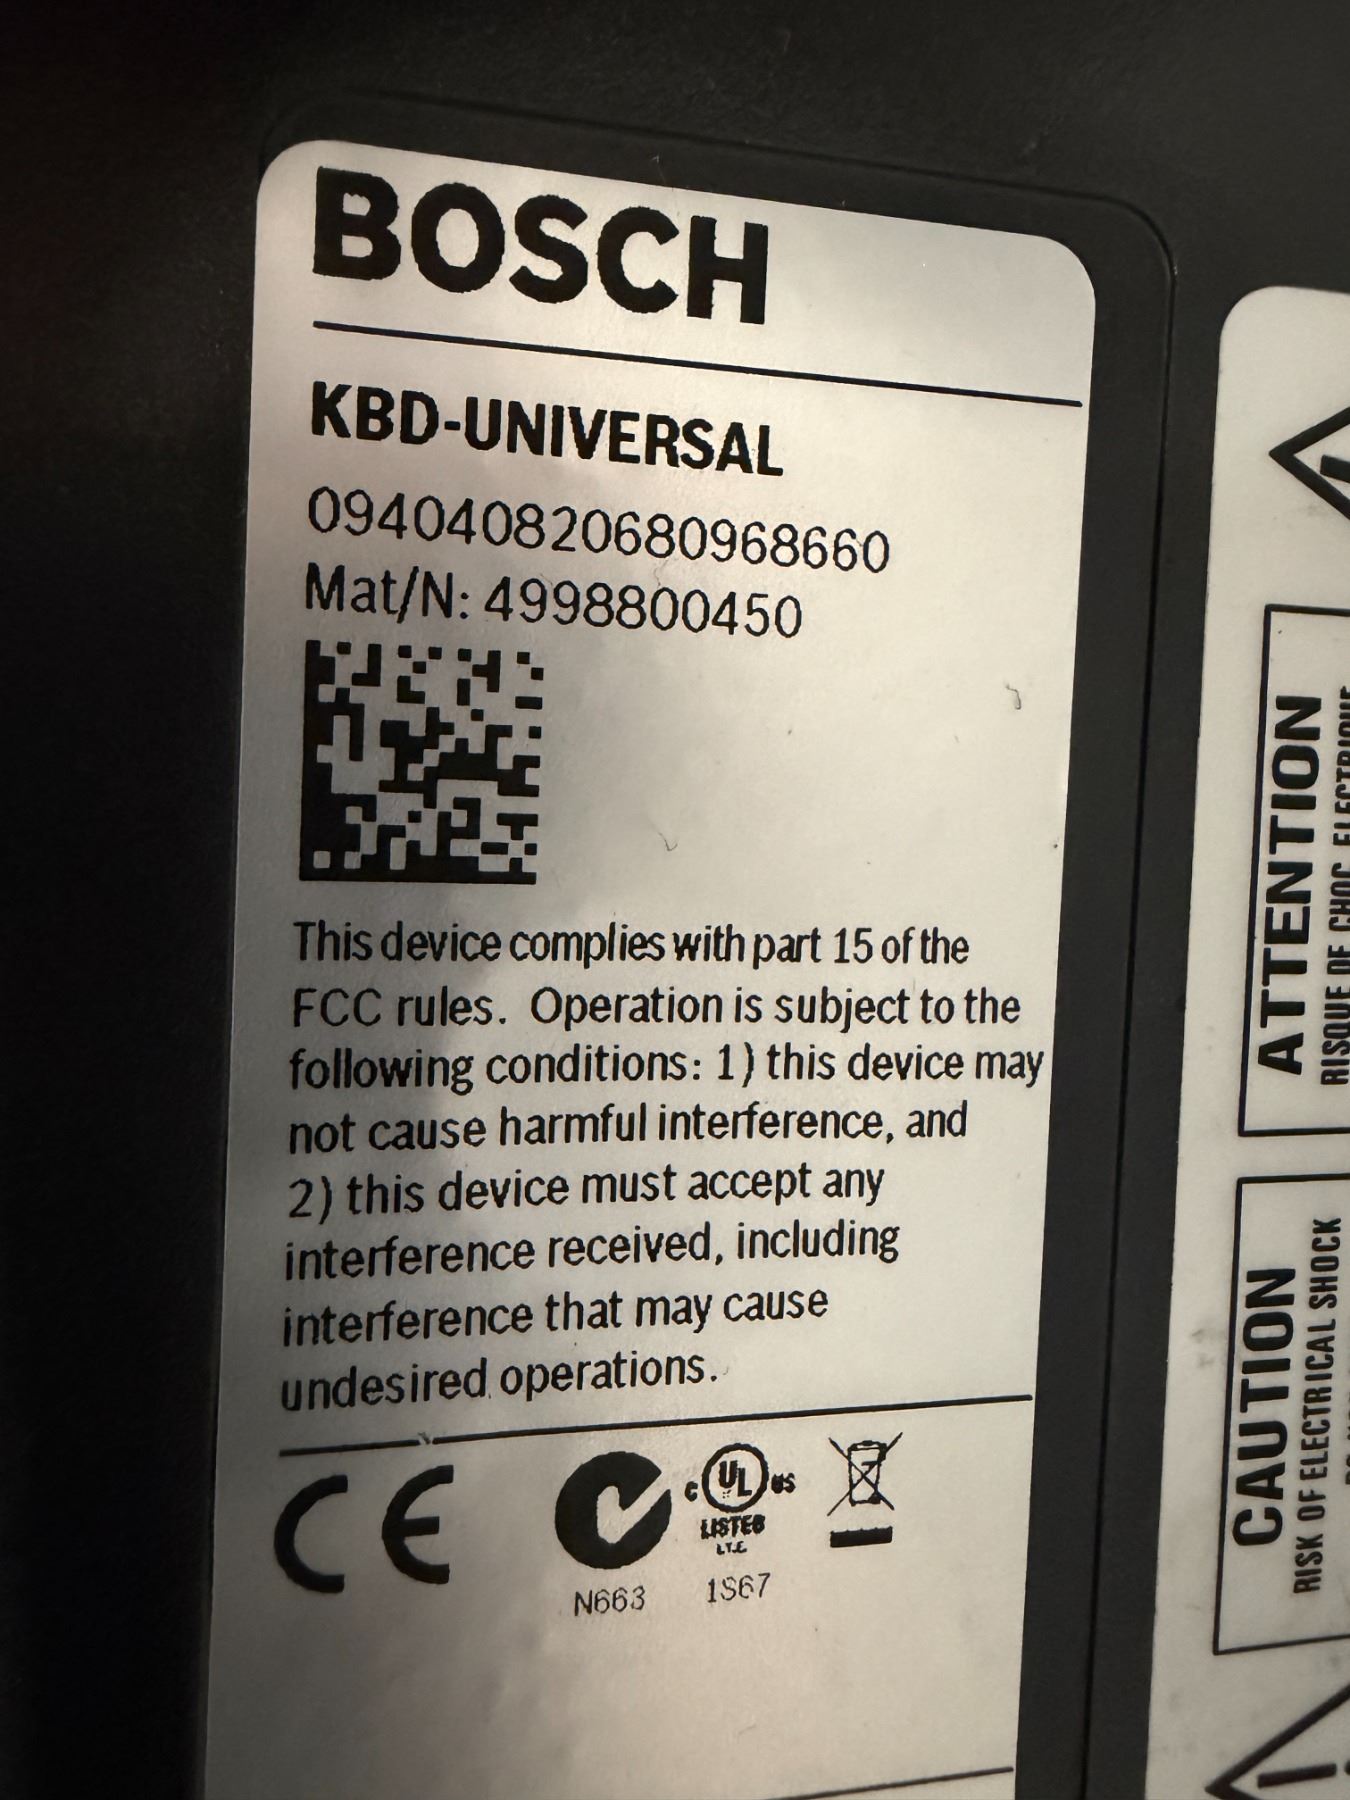 BOSCH
KBD-UNIVERSAL
094040820680968660
Mat/N: 4998800450
This device complies with part 15 of the
FCC rules. Operation is subject to the
following conditions: 1) this device may
not cause harmful interference, and
2) this device must accept any
interference received, including
interference that may cause
undesired operations.
CE
c UL us
LISTED
I.T.E.
N663
1S67
ATTENTION
RISQUE DE CHOC ELECTRIQUE
CAUTION
RISK OF ELECTRICAL SHOCK